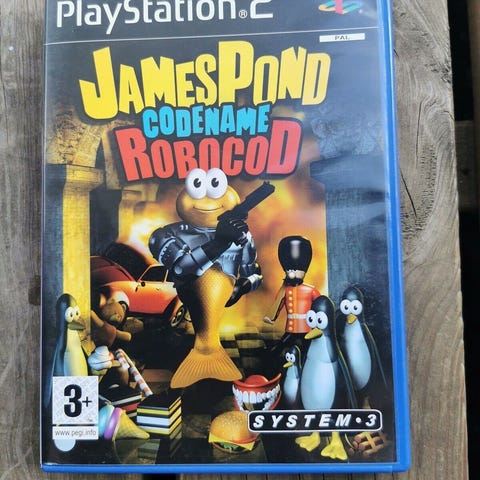 PlayStation®2
PAL
JAMES POND
CODENAME
ROBOCOD
3+
www.pegi.info
SYSTEM·3